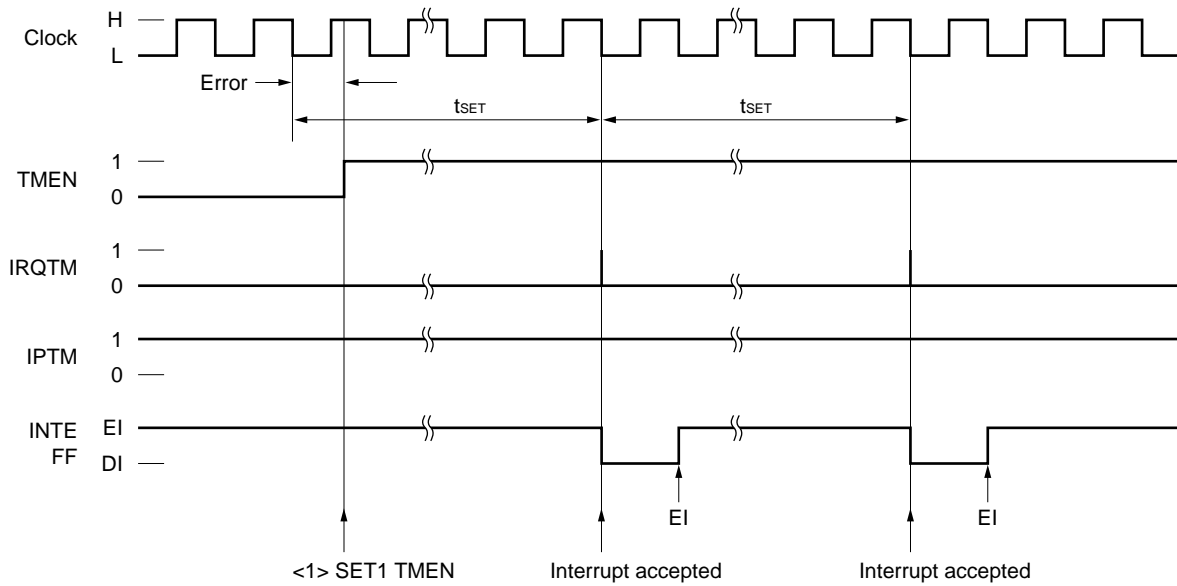 Clock
H
L
Error
tSET
tSET
TMEN
1
0
IRQTM
1
0
IPTM
1
0
INTE
FF
EI
DI
EI
EI
<1> SET1 TMEN
Interrupt accepted
Interrupt accepted